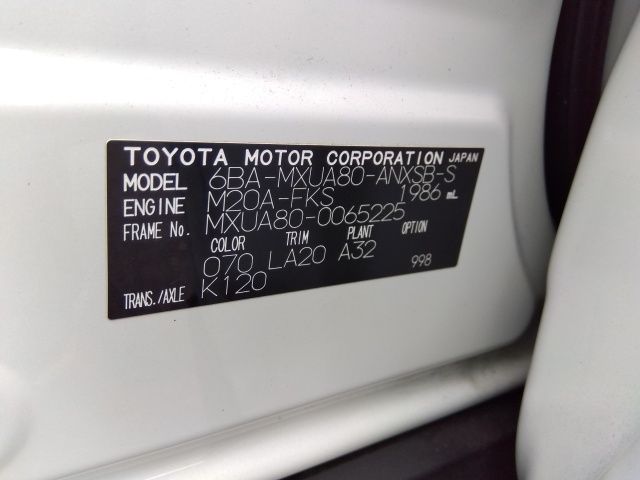 TOYOTA MOTOR CORPORATION JAPAN
MODEL 6BA-MXUA80-ANXSB-S
ENGINE M20A-FKS 1986 mL
FRAME No. MXUA80-0065225
COLOR TRIM PLANT OPTION
070 LA20 A32 998
TRANS./AXLE K120